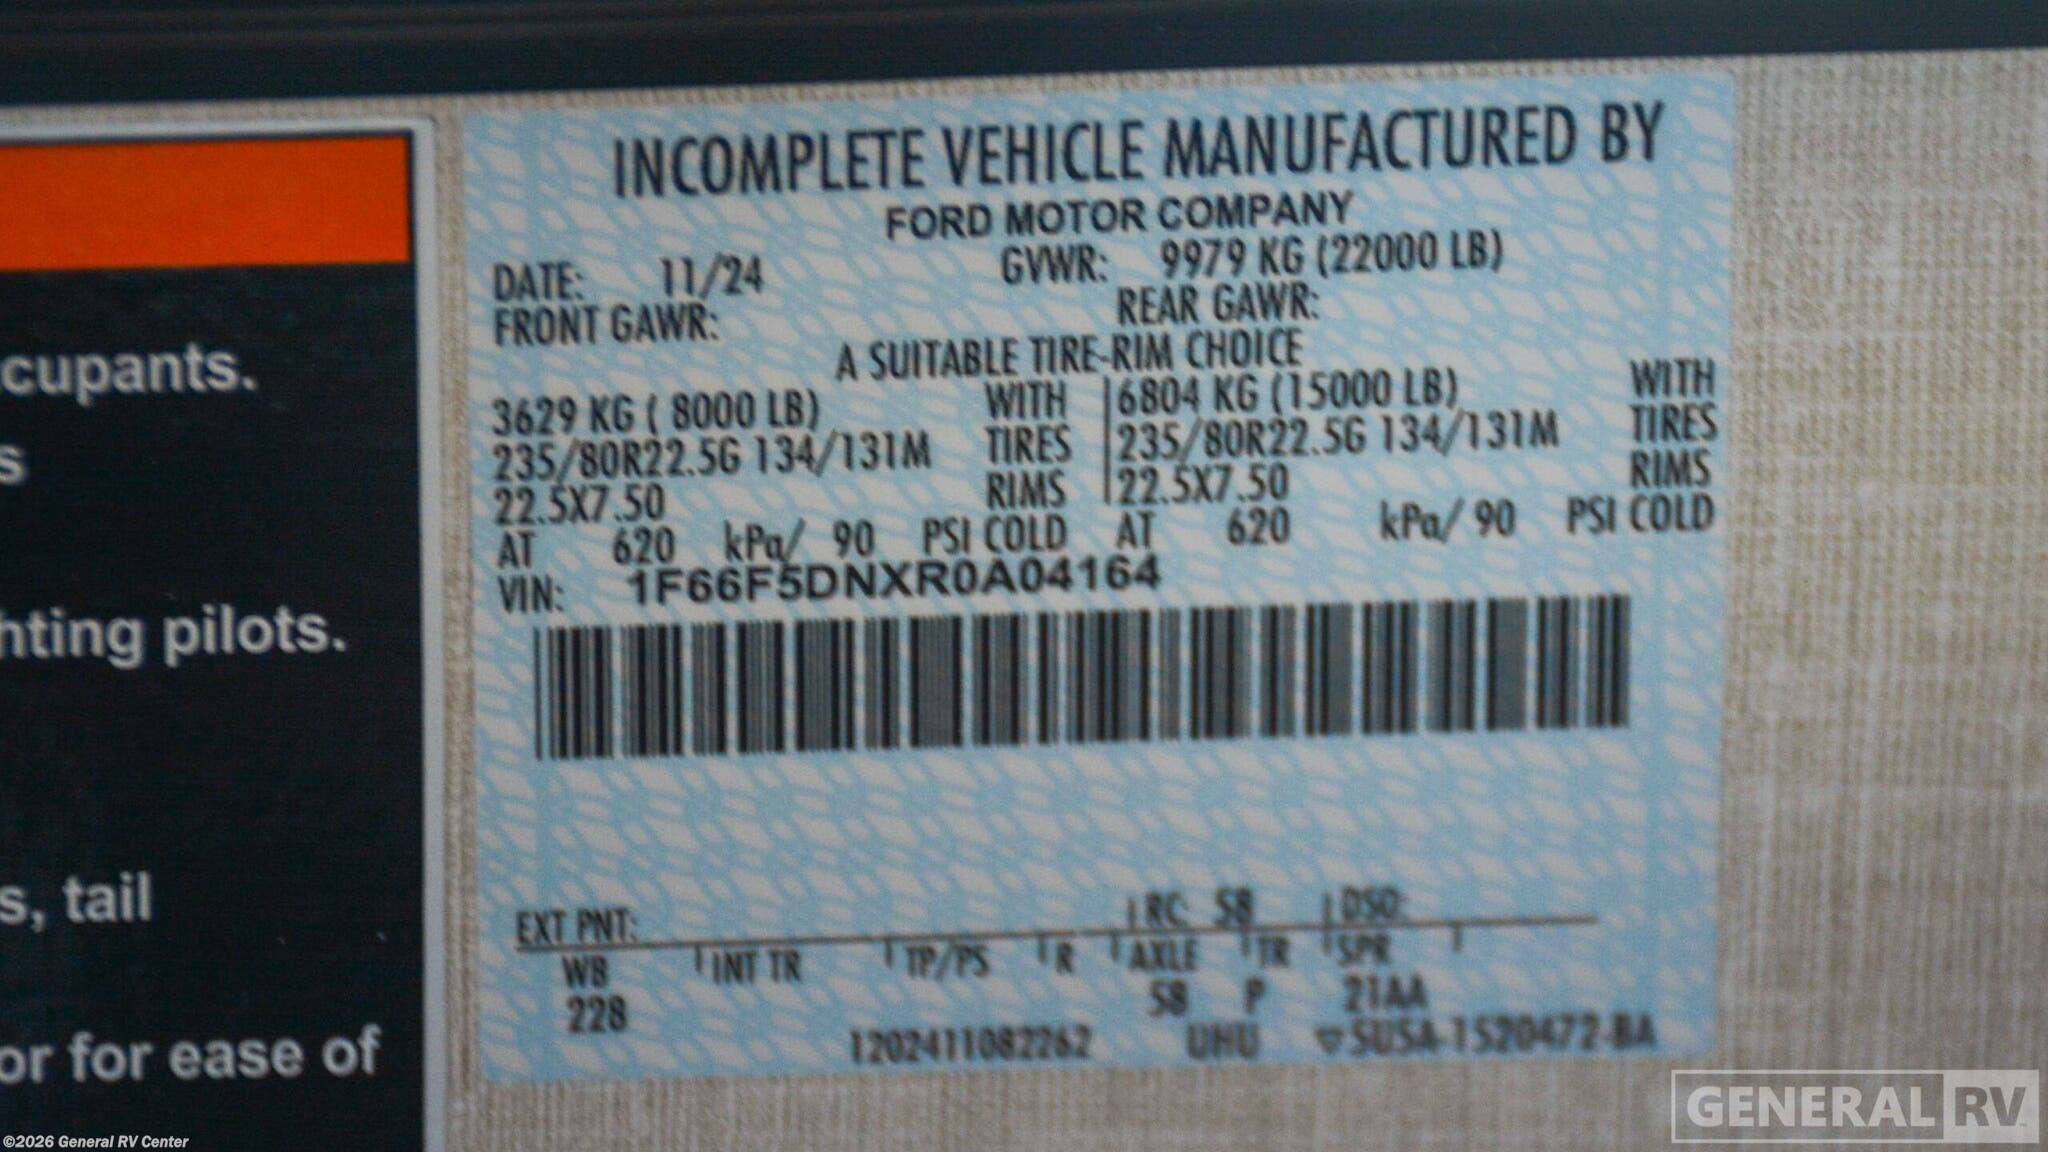 cupants.
s
hting pilots.
s, tail
or for ease of
INCOMPLETE VEHICLE MANUFACTURED BY
FORD MOTOR COMPANY
DATE: 11/24 GVWR: 9979 KG (22000 LB)
FRONT GAWR: REAR GAWR:
A SUITABLE TIRE-RIM CHOICE
3629 KG ( 8000 LB) WITH 6804 KG (15000 LB) WITH
235/80R22.5G 134/131M TIRES 235/80R22.5G 134/131M TIRES
22.5X7.50 RIMS 22.5X7.50 RIMS
AT 620 kPa/ 90 PSI COLD AT 620 kPa/ 90 PSI COLD
VIN: 1F66F5DNXR0A04164
EXT PNT: RC: 58 DSO:
WB INT TR TP/PS R AXLE TR SPR
228 58 P 21AA
1202411082262 UHU ▽SUSA-1520472-BA
GENERAL RV
©2026 General RV Center